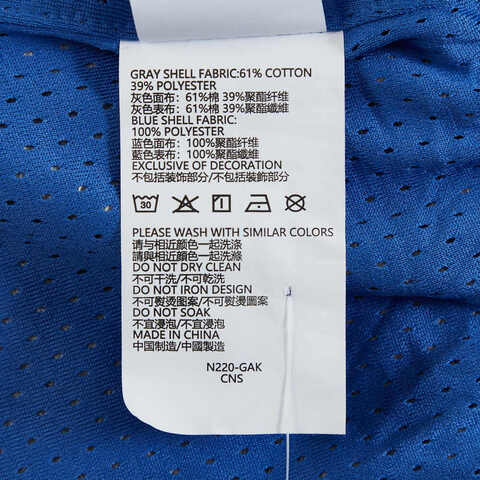 GRAY SHELL FABRIC:61% COTTON
39% POLYESTER
灰色面布：61%棉 39%聚酯纤维
灰色表布：61%棉 39%聚酯纖維
BLUE SHELL FABRIC:
100% POLYESTER
蓝色面布：100%聚酯纤维
藍色表布：100%聚酯纖維
EXCLUSIVE OF DECORATION
不包括装饰部分/不包括裝飾部分
30
PLEASE WASH WITH SIMILAR COLORS
请与相近颜色一起洗涤
請與相近顏色一起洗滌
DO NOT DRY CLEAN
不可干洗/不可乾洗
DO NOT IRON DESIGN
不可熨烫图案/不可熨燙圖案
DO NOT SOAK
不宜浸泡/不宜浸泡
MADE IN CHINA
中国制造/中國製造
N220-GAK
CNS